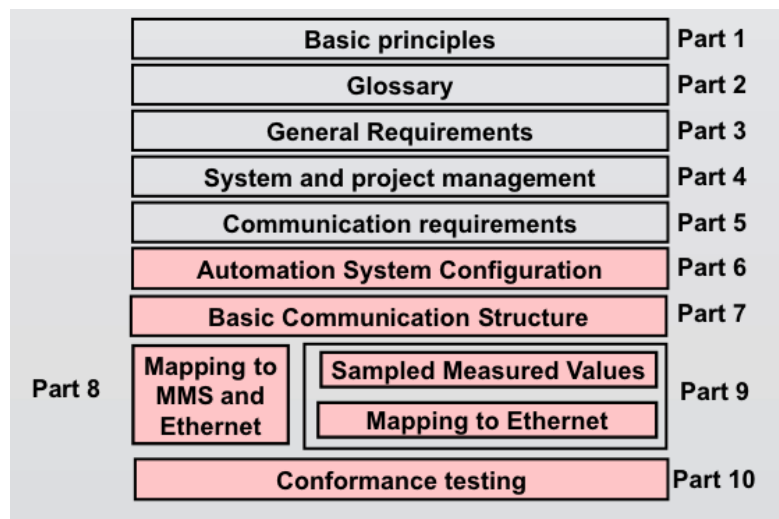 Basic principles Part 1
Glossary Part 2
General Requirements Part 3
System and project management Part 4
Communication requirements Part 5
Automation System Configuration Part 6
Basic Communication Structure Part 7
Part 8
Mapping to
MMS and
Ethernet
Sampled Measured Values
Mapping to Ethernet
Part 9
Conformance testing Part 10